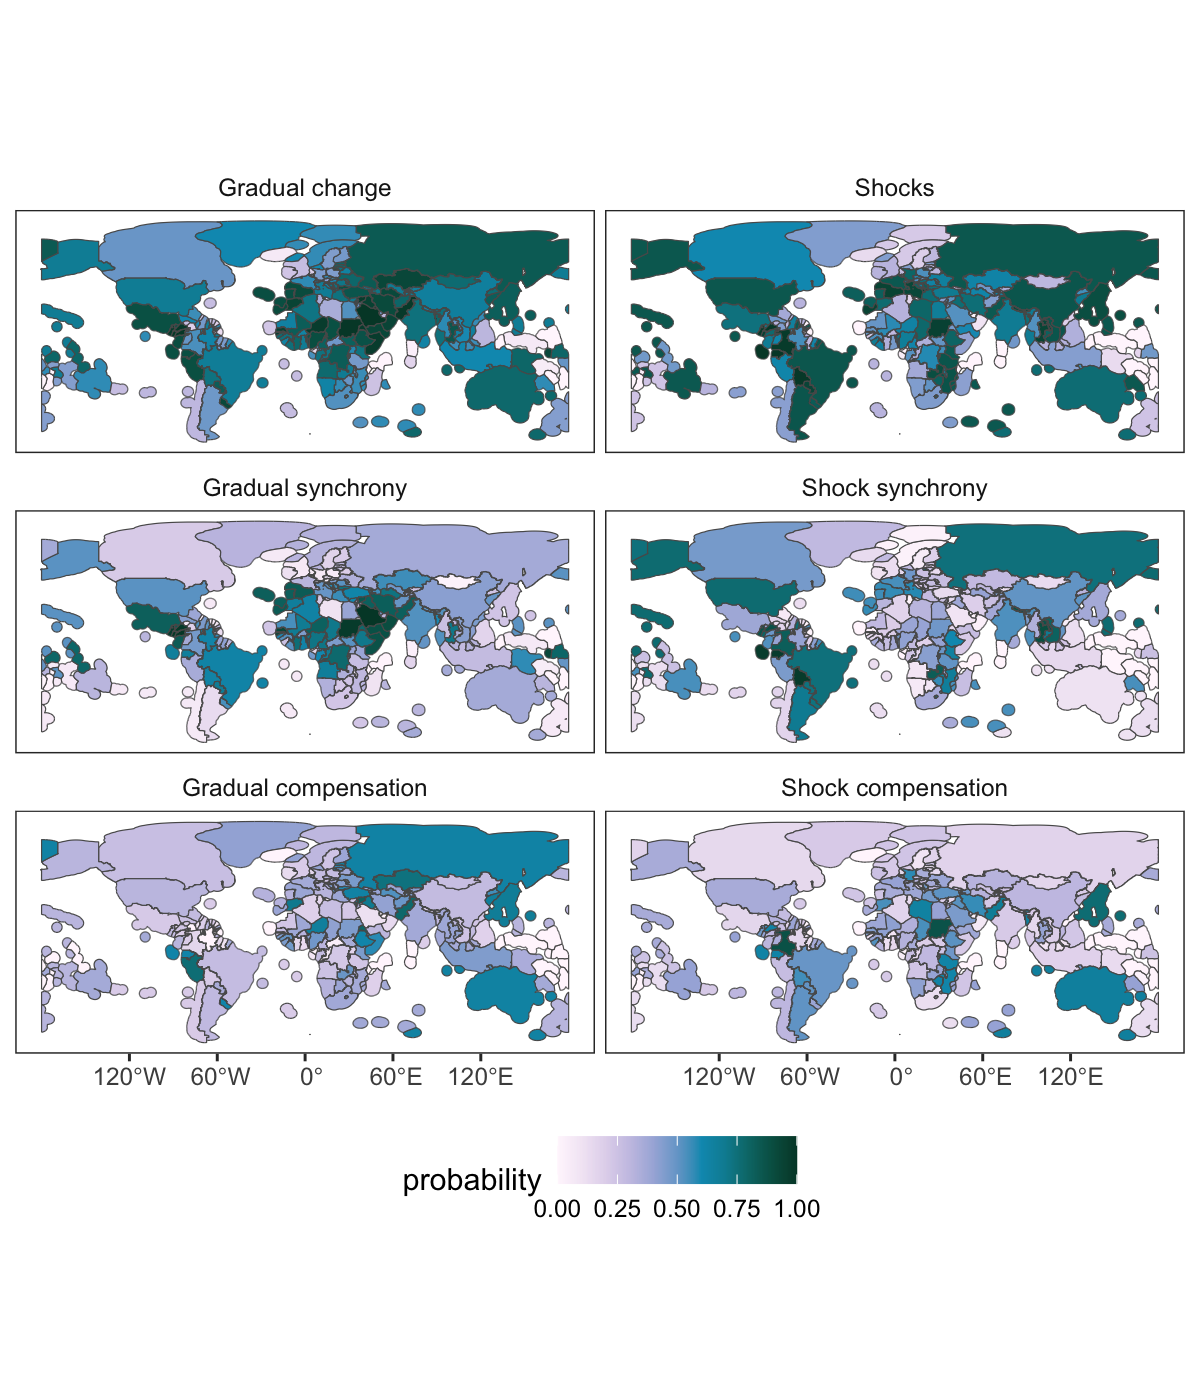 Gradual change
Shocks
Gradual synchrony
Shock synchrony
Gradual compensation
Shock compensation
120°W 60°W 0° 60°E 120°E
120°W 60°W 0° 60°E 120°E
probability
0.00 0.25 0.50 0.75 1.00